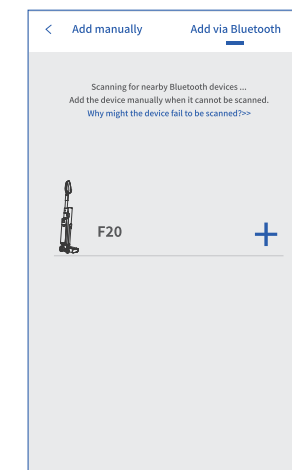 Add manually Add via Bluetooth
Scanning for nearby Bluetooth devices ...
Add the device manually when it cannot be scanned.
Why might the device fail to be scanned?>>
F20